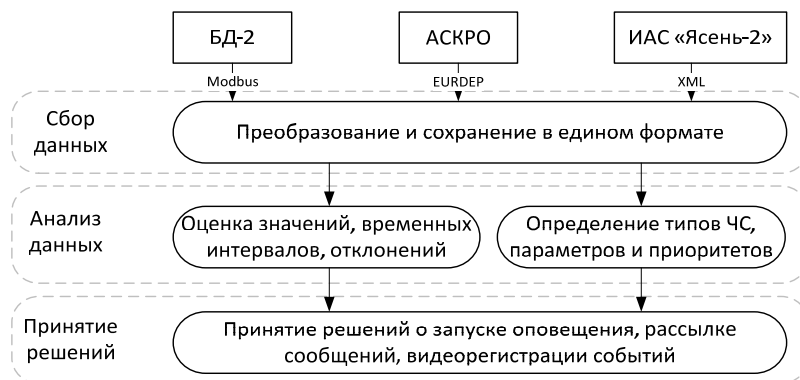 БД-2
АСКРО
ИАС «Ясень-2»
Modbus
EURDEP
XML
Сбор
данных
Преобразование и сохранение в едином формате
Анализ
данных
Оценка значений, временных
интервалов, отклонений
Определение типов ЧС,
параметров и приоритетов
Принятие
решений
Принятие решений о запуске оповещения, рассылке
сообщений, видеорегистрации событий